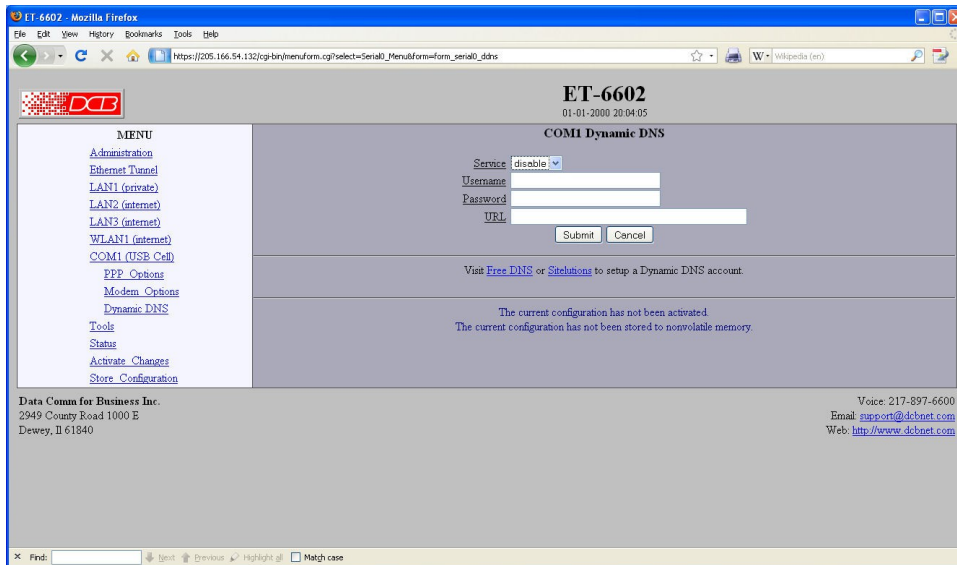 ET-6602 - Mozilla Firefox
File Edit View History Bookmarks Tools Help
https://205.166.54.132/cgi-bin/menuform.cgi?select=Serial0_Menu&form=form_serial0_ddns
W Wikipedia (en)
DCB
ET-6602
01-01-2000 20:04:05
MENU
Administration
Ethernet Tunnel
LAN1 (private)
LAN2 (internet)
LAN3 (internet)
WLAN1 (internet)
COM1 (USB Cell)
PPP Options
Modem Options
Dynamic DNS
Tools
Status
Activate Changes
Store Configuration
COM1 Dynamic DNS
Service disable
Username
Password
URL
Submit Cancel
Visit Free DNS or Sitelutions to setup a Dynamic DNS account.
The current configuration has not been activated.
The current configuration has not been stored to nonvolatile memory.
Data Comm for Business Inc.
2949 County Road 1000 E
Dewey, Il 61840
Voice: 217-897-6600
Email: support@dcbnet.com
Web: http://www.dcbnet.com
× Find: Next Previous Highlight all Match case